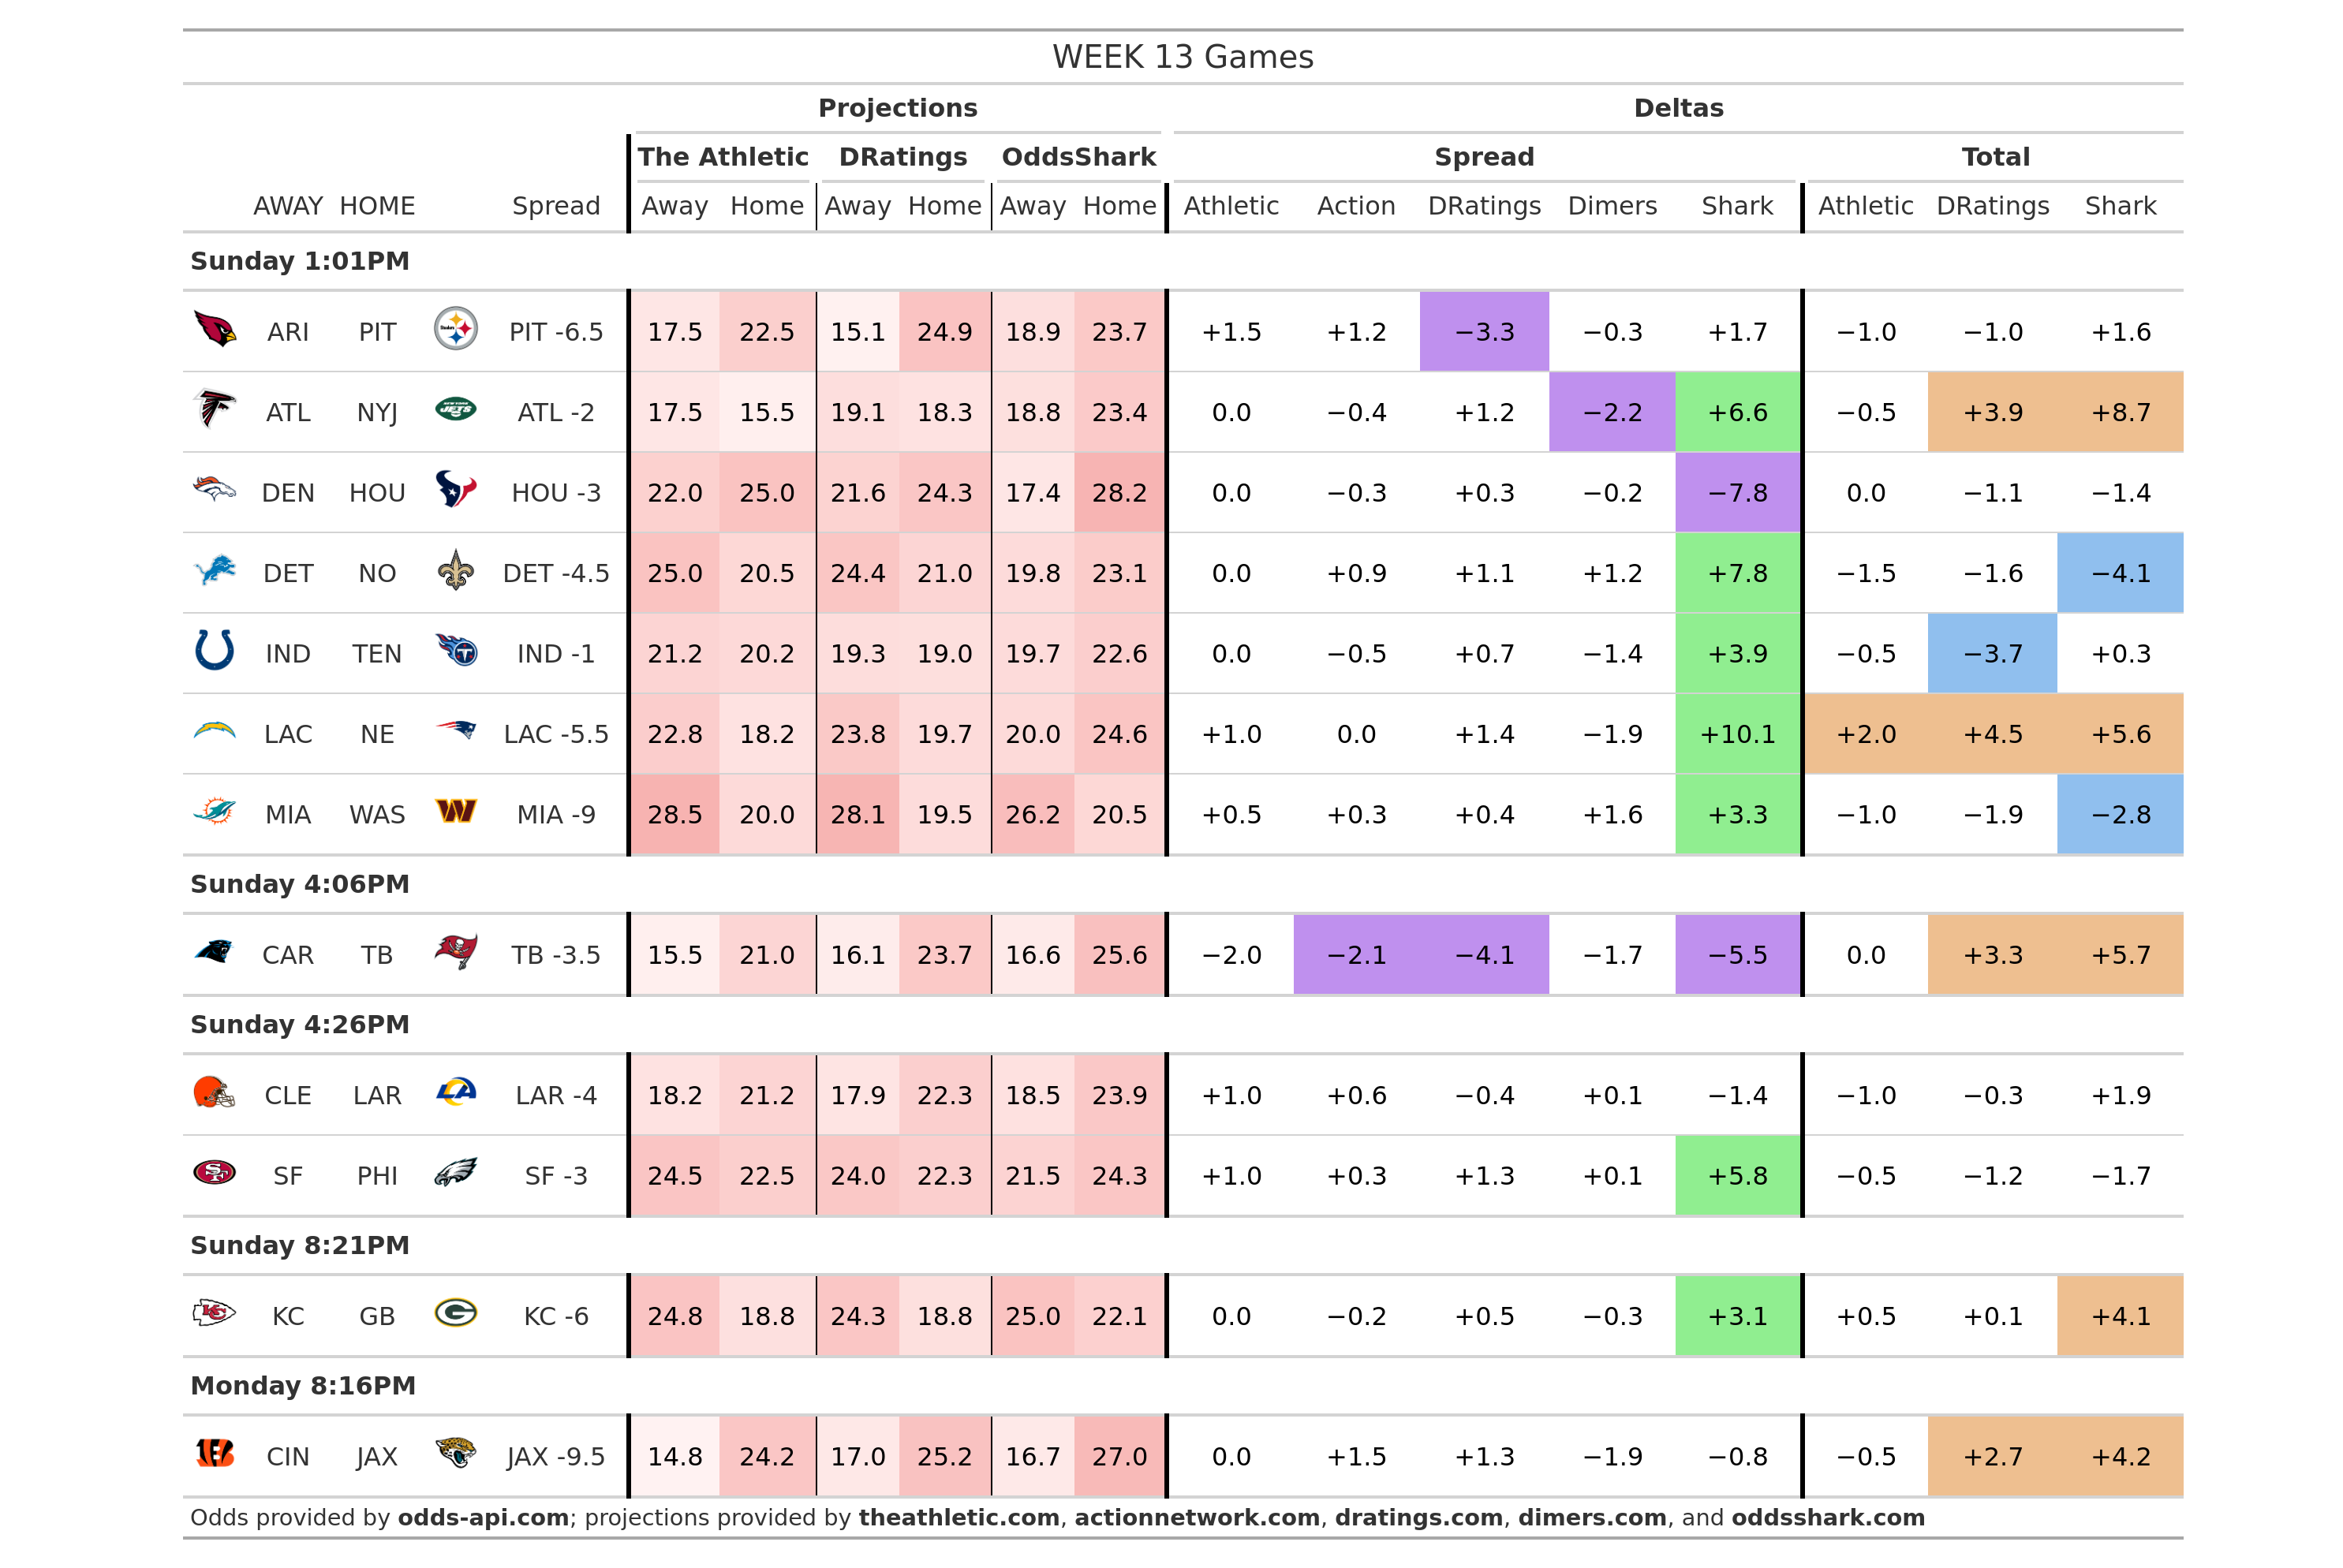 WEEK 13 Games
Projections Deltas
The Athletic DRatings OddsShark Spread Total
AWAY HOME Spread Away Home Away Home Away Home Athletic Action DRatings Dimers Shark Athletic DRatings Shark
Sunday 1:01PM
ARI PIT PIT -6.5 17.5 22.5 15.1 24.9 18.9 23.7 +1.5 +1.2 −3.3 −0.3 +1.7 −1.0 −1.0 +1.6
ATL NYJ JETS ATL -2 17.5 15.5 19.1 18.3 18.8 23.4 0.0 −0.4 +1.2 −2.2 +6.6 −0.5 +3.9 +8.7
DEN HOU HOU -3 22.0 25.0 21.6 24.3 17.4 28.2 0.0 −0.3 +0.3 −0.2 −7.8 0.0 −1.1 −1.4
DET NO DET -4.5 25.0 20.5 24.4 21.0 19.8 23.1 0.0 +0.9 +1.1 +1.2 +7.8 −1.5 −1.6 −4.1
IND TEN IND -1 21.2 20.2 19.3 19.0 19.7 22.6 0.0 −0.5 +0.7 −1.4 +3.9 −0.5 −3.7 +0.3
LAC NE LAC -5.5 22.8 18.2 23.8 19.7 20.0 24.6 +1.0 0.0 +1.4 −1.9 +10.1 +2.0 +4.5 +5.6
MIA WAS MIA -9 28.5 20.0 28.1 19.5 26.2 20.5 +0.5 +0.3 +0.4 +1.6 +3.3 −1.0 −1.9 −2.8
Sunday 4:06PM
CAR TB TB -3.5 15.5 21.0 16.1 23.7 16.6 25.6 −2.0 −2.1 −4.1 −1.7 −5.5 0.0 +3.3 +5.7
Sunday 4:26PM
CLE LAR LAR -4 18.2 21.2 17.9 22.3 18.5 23.9 +1.0 +0.6 −0.4 +0.1 −1.4 −1.0 −0.3 +1.9
SF PHI SF -3 24.5 22.5 24.0 22.3 21.5 24.3 +1.0 +0.3 +1.3 +0.1 +5.8 −0.5 −1.2 −1.7
Sunday 8:21PM
KC KC GB G KC -6 24.8 18.8 24.3 18.8 25.0 22.1 0.0 −0.2 +0.5 −0.3 +3.1 +0.5 +0.1 +4.1
Monday 8:16PM
CIN JAX JAX -9.5 14.8 24.2 17.0 25.2 16.7 27.0 0.0 +1.5 +1.3 −1.9 −0.8 −0.5 +2.7 +4.2
Odds provided by odds-api.com; projections provided by theathletic.com, actionnetwork.com, dratings.com, dimers.com, and oddsshark.com